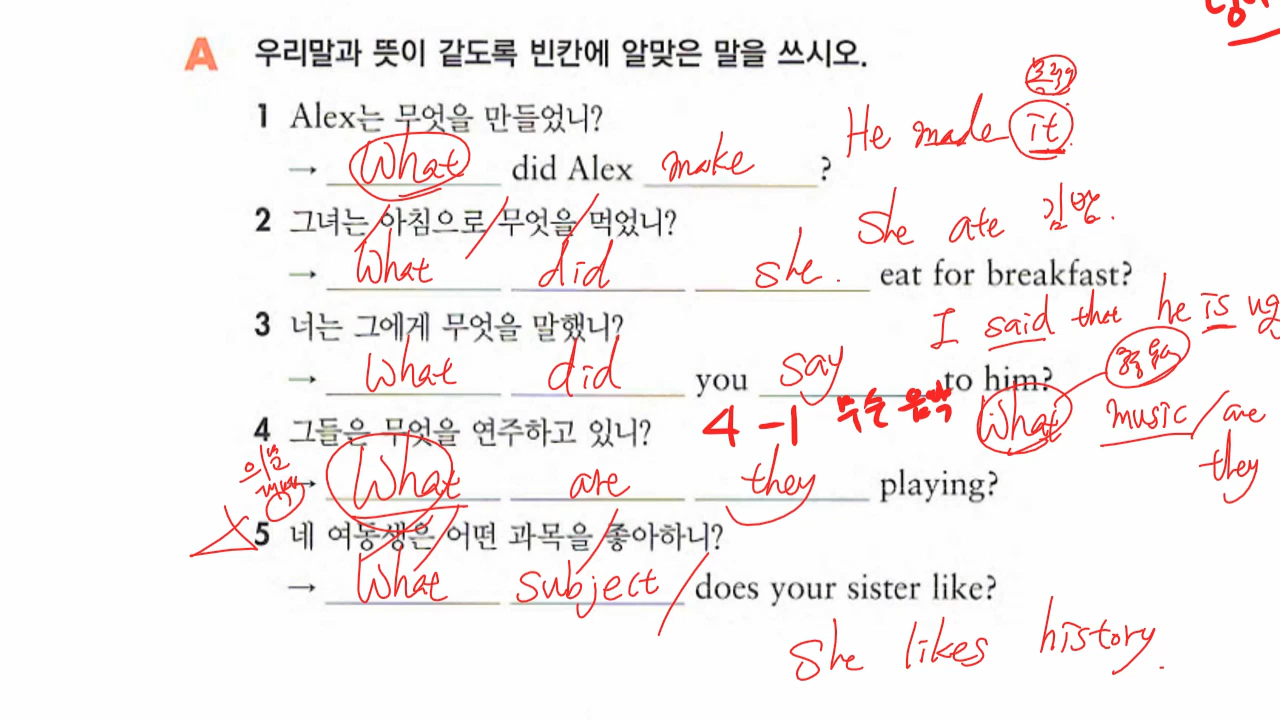 A 우리말과 뜻이 같도록 빈칸에 알맞은 말을 쓰시오.
1 Alex는 무엇을 만들었니?
He made it
→ What did Alex make ?
2 그녀는 아침으로 무엇을 먹었니?
She ate 김밥.
→ What did she. eat for breakfast?
3 너는 그에게 무엇을 말했니?
I said that he is ug
→ What did you say to him?
4 그들은 무엇을 연주하고 있니?
4-1 무슨 음악 What music / are they
→ What are they playing?
5 네 여동생은 어떤 과목을 좋아하니?
→ What subject / does your sister like?
She likes history.